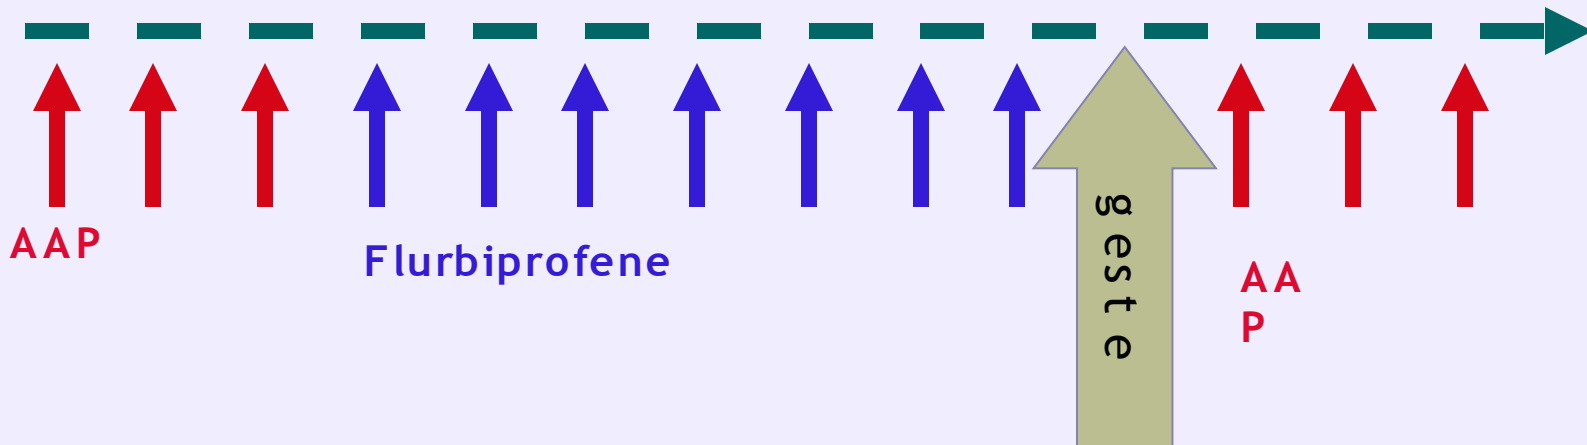 AAP
Flurbiprofene
geste
AA
P